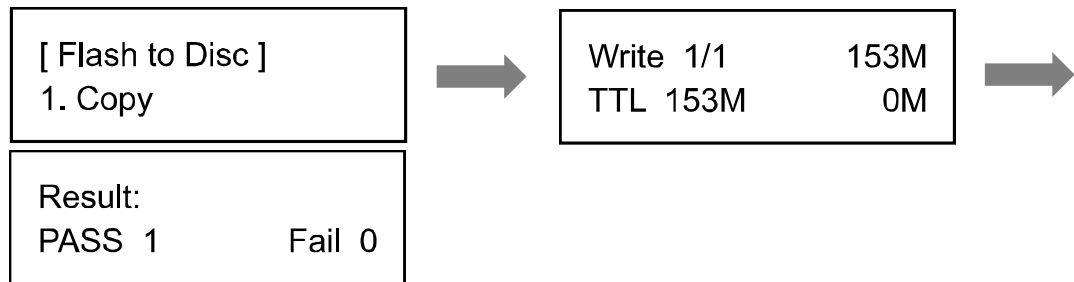 [ Flash to Disc ]
1. Copy
Write 1/1 153M
TTL 153M 0M
Result:
PASS 1 Fail 0